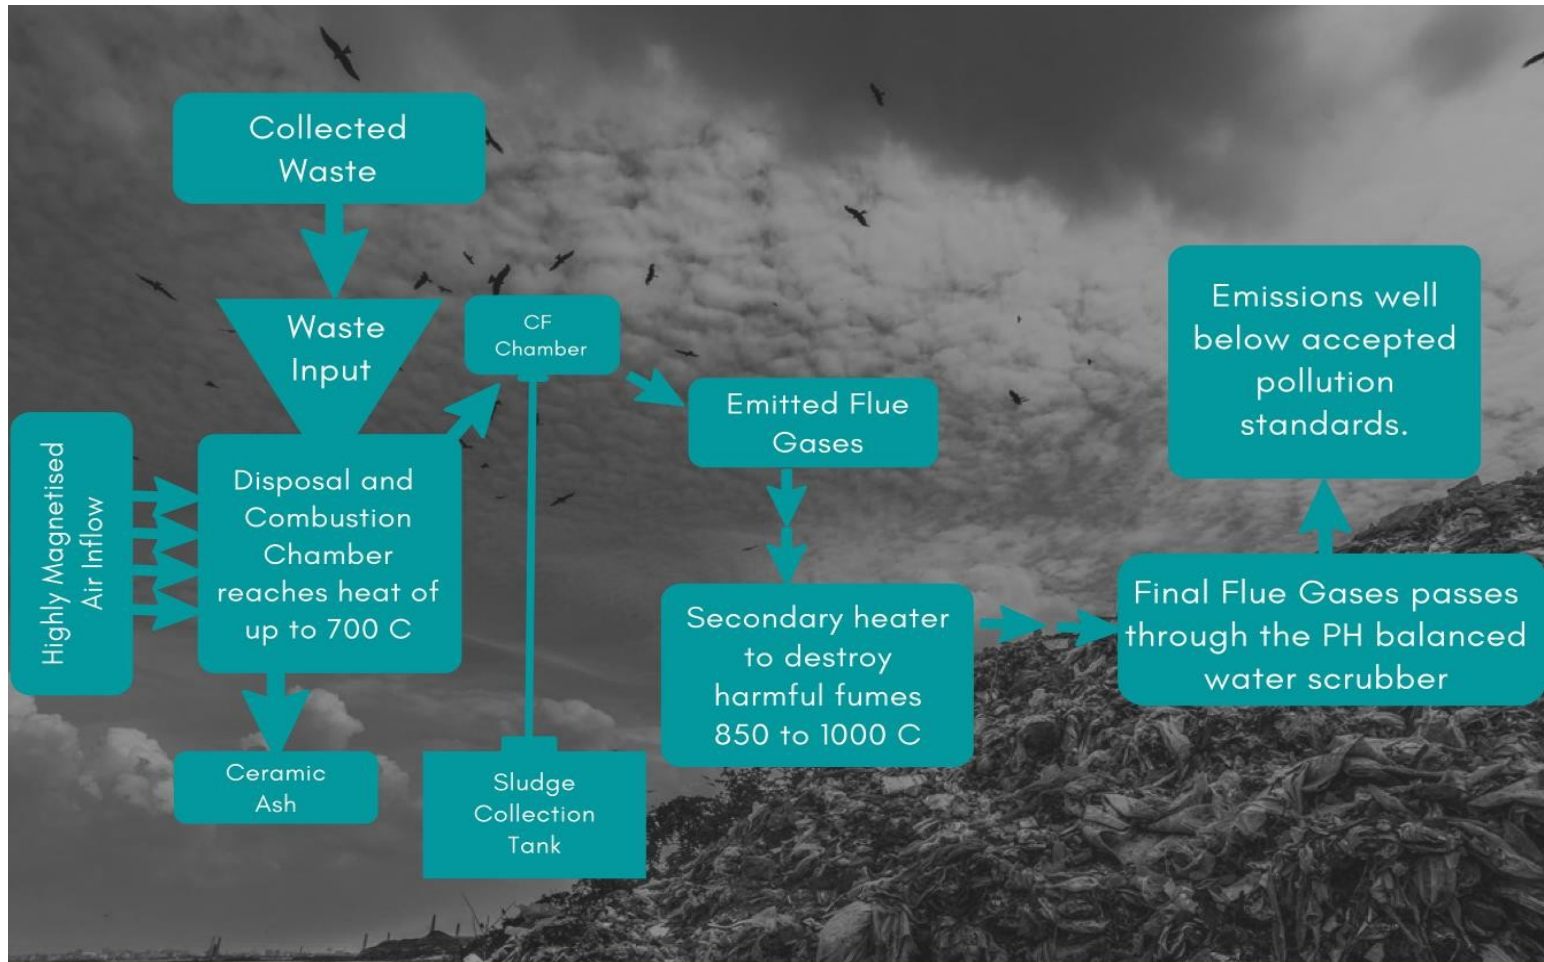 Collected
Waste
Waste
Input
CF
Chamber
Highly Magnetised
Air Inflow
Disposal and
Combustion
Chamber
reaches heat of
up to 700 C
Ceramic
Ash
Sludge
Collection
Tank
Emitted Flue
Gases
Secondary heater
to destroy
harmful fumes
850 to 1000 C
Final Flue Gases passes
through the PH balanced
water scrubber
Emissions well
below accepted
pollution
standards.